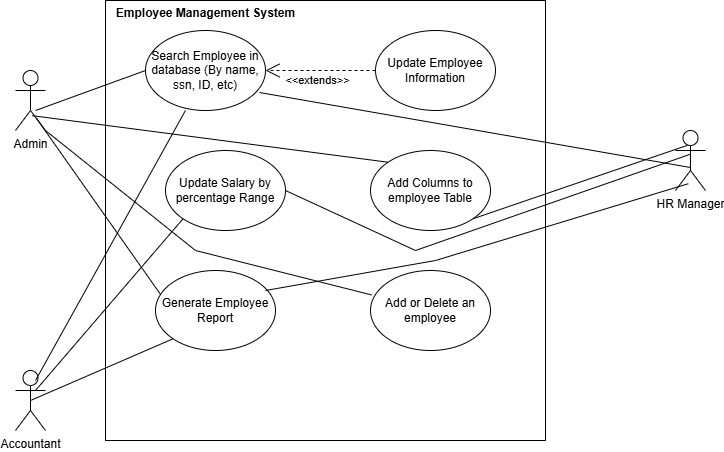 Employee Management System
Search Employee in
database (By name,
ssn, ID, etc)
<<extends>>
Update Employee
Information
Admin
Update Salary by
percentage Range
Add Columns to
employee Table
HR Manager
Generate Employee
Report
Add or Delete an
employee
Accountant